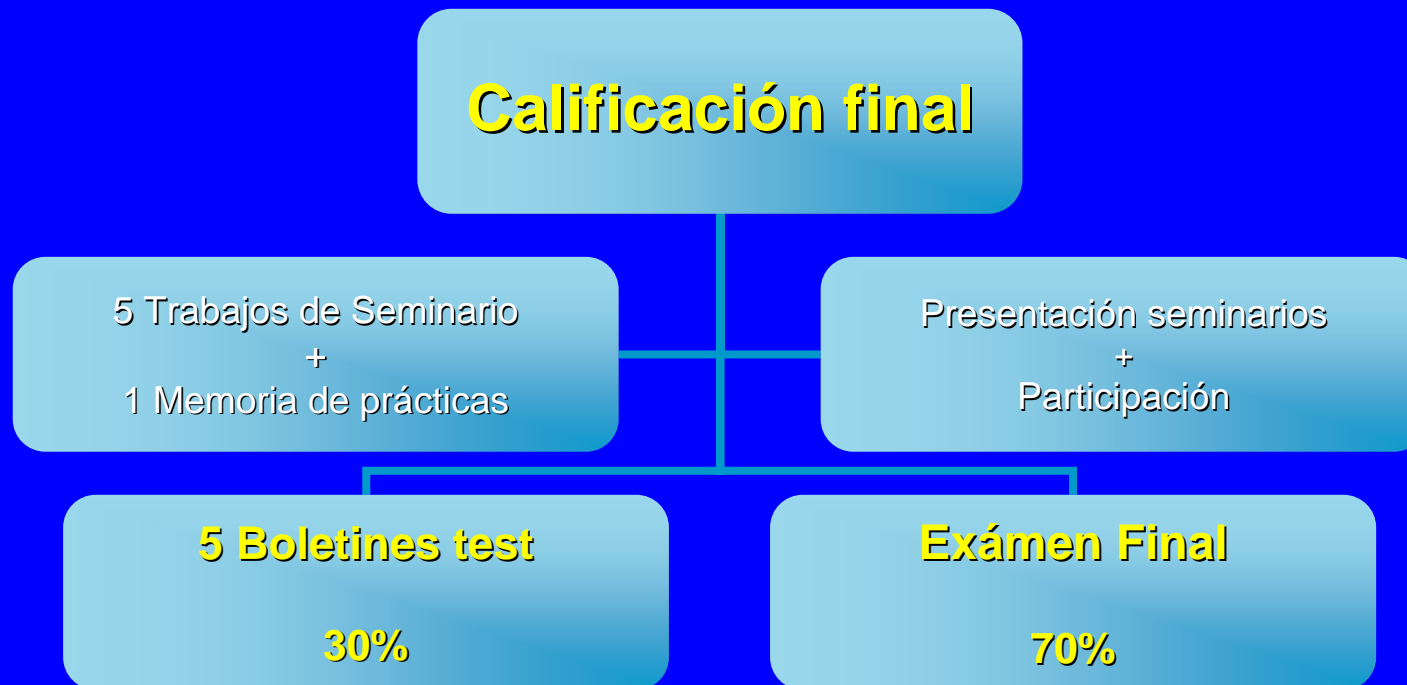 Calificación final
5 Trabajos de Seminario
+
1 Memoria de prácticas
Presentación seminarios
+
Participación
5 Boletines test
30%
Exámen Final
70%